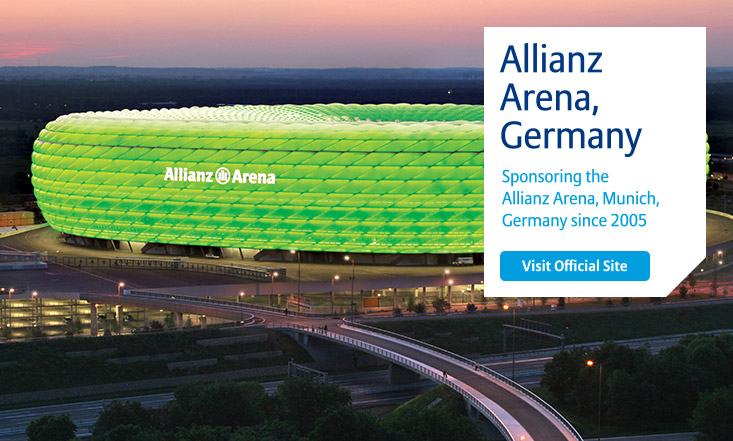 Allianz Arena
Allianz
Arena,
Germany
Sponsoring the
Allianz Arena, Munich,
Germany since 2005
Visit Official Site